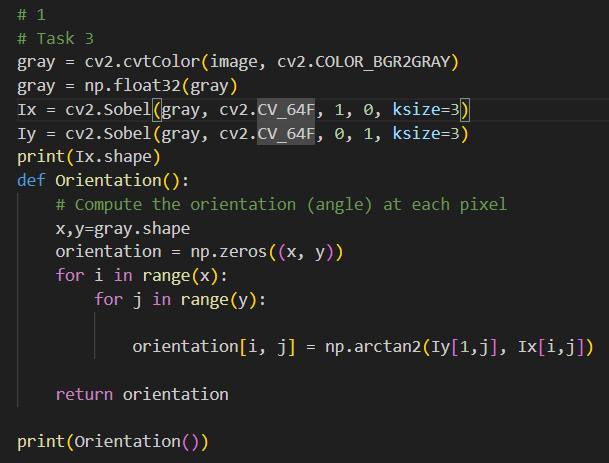 # 1
# Task 3
gray = cv2.cvtColor(image, cv2.COLOR_BGR2GRAY)
gray = np.float32(gray)
Ix = cv2.Sobel(gray, cv2.CV_64F, 1, 0, ksize=3)
Iy = cv2.Sobel(gray, cv2.CV_64F, 0, 1, ksize=3)
print(Ix.shape)
def Orientation():
    # Compute the orientation (angle) at each pixel
    x,y=gray.shape
    orientation = np.zeros((x, y))
    for i in range(x):
        for j in range(y):
            orientation[i, j] = np.arctan2(Iy[1,j], Ix[i,j])
    return orientation
print(Orientation())